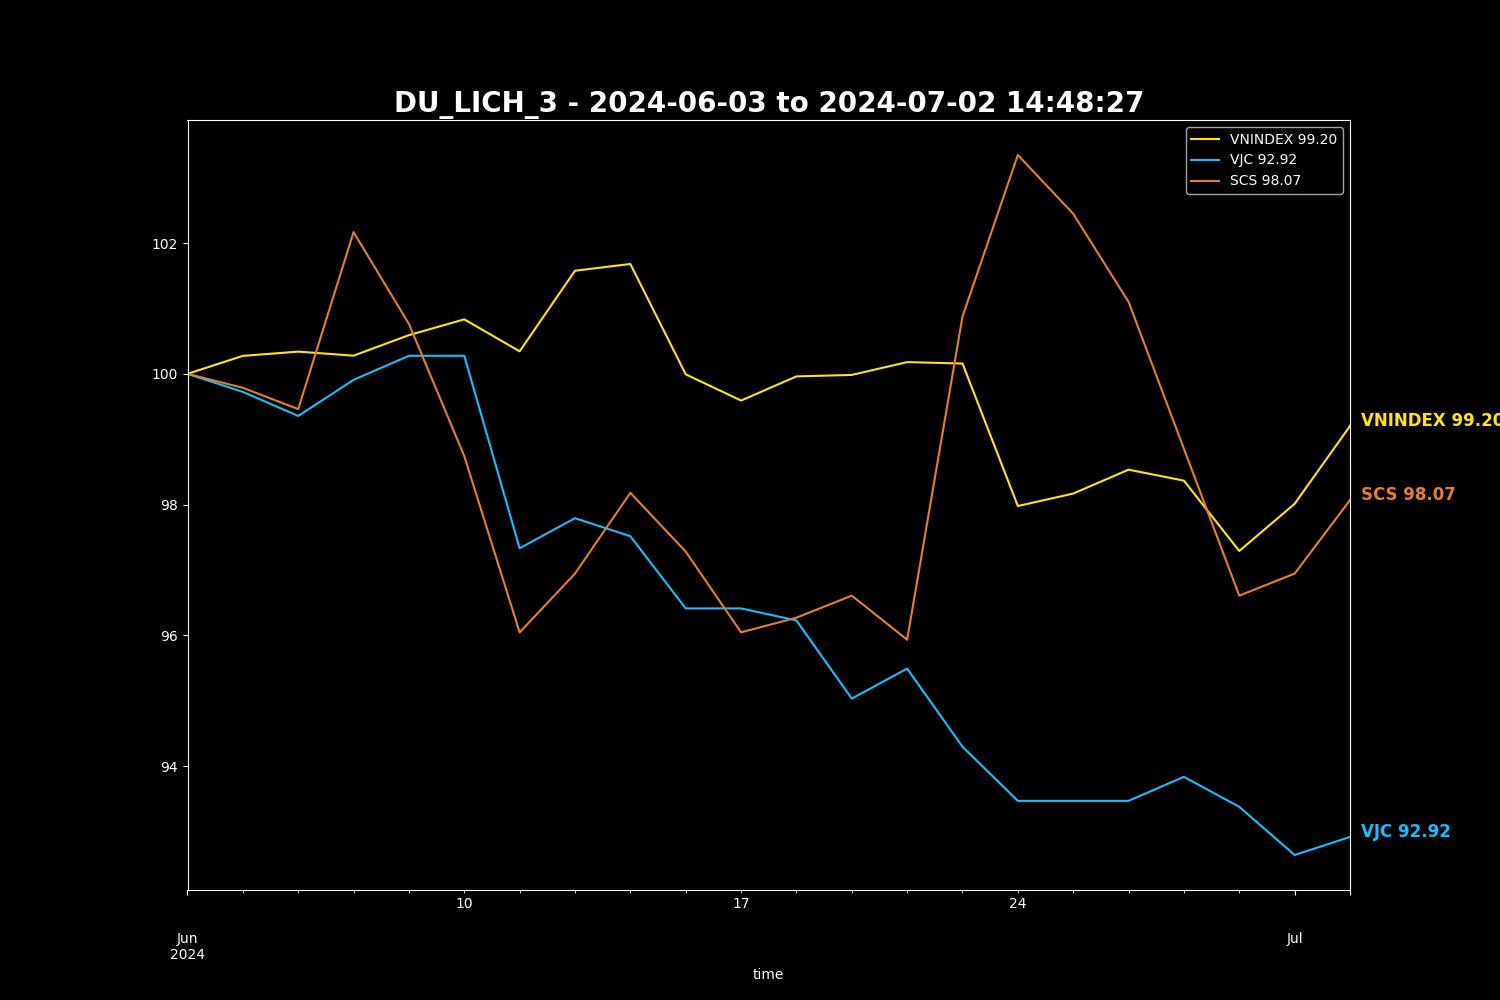 DU_LICH_3 - 2024-06-03 to 2024-07-02 14:48:27
VNINDEX 99.20
VJC 92.92
SCS 98.07
102
100
98
96
94
VNINDEX 99.20
SCS 98.07
VJC 92.92
10
17
24
Jun
2024
Jul
time